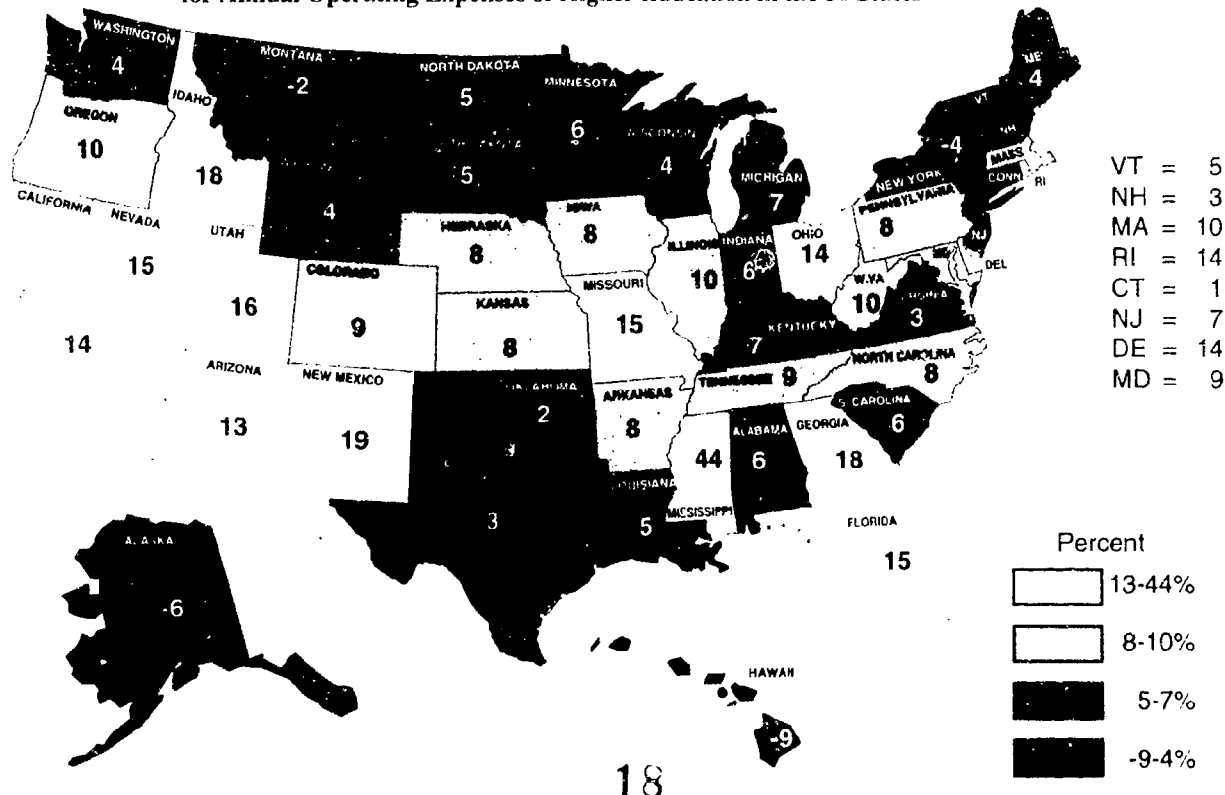 for Annual Operating Expenses of Higher Education in the 50 States
WASHINGTON
4
MONTANA
-2
NORTH DAKOTA
5
MINNESOTA
6
ME
4
IDAHO
18
OREGON
10
WISCONSIN
4
5
4
MICHIGAN
7
VT
NH
-4
NEW YORK
MASS
CONN
RI
PENNSYLVANIA
8
NJ
DEL
CALIFORNIA
14
NEVADA
15
UTAH
16
NEBRASKA
8
IOWA
8
ILLINOIS
10
INDIANA
6
OHIO
14
W.VA
10
3
COLORADO
9
KANSAS
8
MISSOURI
15
KENTUCKY
7
ARIZONA
13
NEW MEXICO
19
OKLAHOMA
2
ARKANSAS
8
TENNESSEE
9
NORTH CAROLINA
8
S. CAROLINA
6
3
LOUISIANA
5
MISSISSIPPI
44
ALABAMA
6
GEORGIA
18
FLORIDA
15
ALASKA
-6
HAWAII
-9
VT = 5
NH = 3
MA = 10
RI = 14
CT = 1
NJ = 7
DE = 14
MD = 9
Percent
13-44%
8-10%
5-7%
-9-4%
18